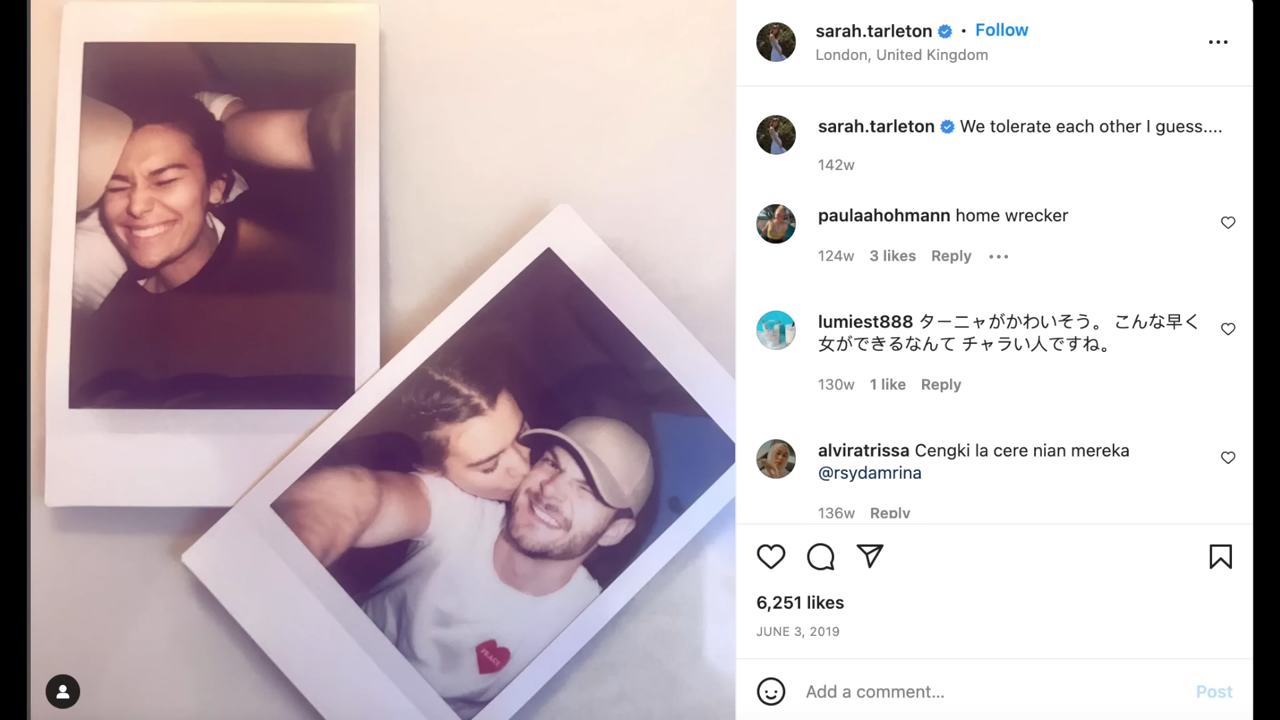 sarah.tarleton • Follow
London, United Kingdom
sarah.tarleton We tolerate each other I guess....
142w
paulaahohmann home wrecker
124w 3 likes Reply
lumiest888 ターニャがかわいそう。 こんな早く
女ができるなんて チャラい人ですね。
130w 1 like Reply
alviratrissa Cengki la cere nian mereka
@rsydamrina
136w Reply
6,251 likes
JUNE 3, 2019
Add a comment... Post
PEACE